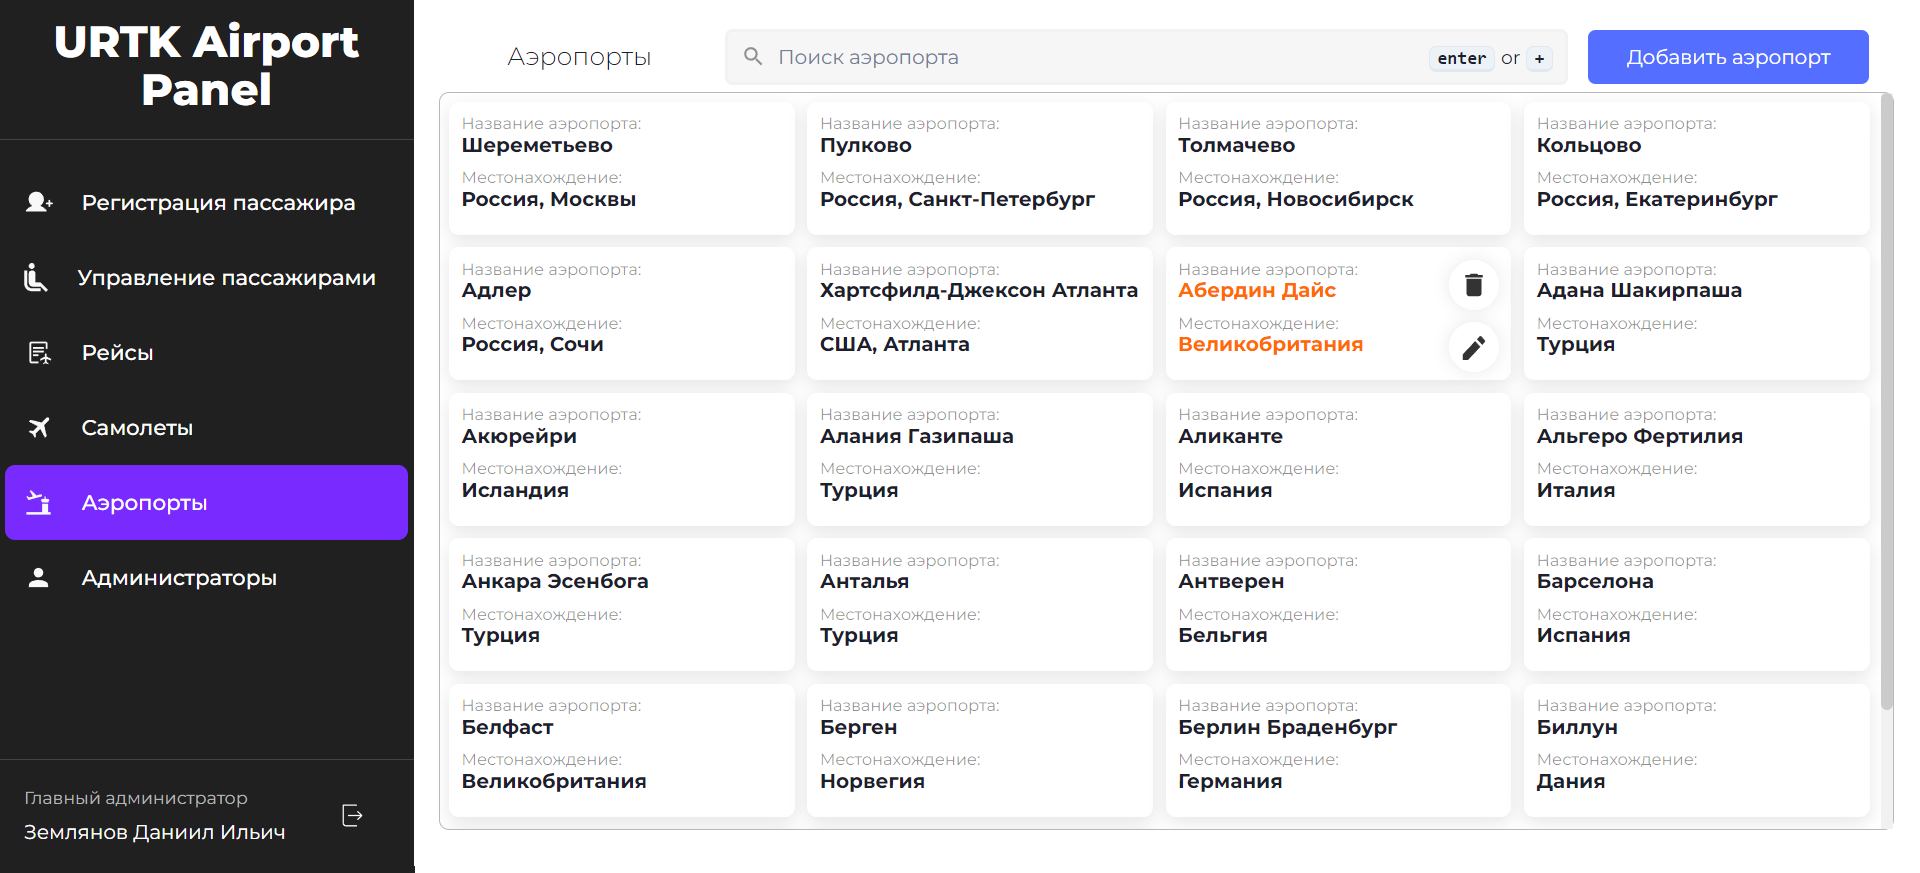 URTK Airport
Panel
Регистрация пассажира
Управление пассажирами
Рейсы
Самолеты
Аэропорты
Администраторы
Главный администратор
Землянов Даниил Ильич
Аэропорты
Поиск аэропорта
enter or +
Добавить аэропорт
Название аэропорта:
Шереметьево
Местонахождение:
Россия, Москвы
Название аэропорта:
Пулково
Местонахождение:
Россия, Санкт-Петербург
Название аэропорта:
Толмачево
Местонахождение:
Россия, Новосибирск
Название аэропорта:
Кольцово
Местонахождение:
Россия, Екатеринбург
Название аэропорта:
Адлер
Местонахождение:
Россия, Сочи
Название аэропорта:
Хартсфилд-Джексон Атланта
Местонахождение:
США, Атланта
Название аэропорта:
Абердин Дайс
Местонахождение:
Великобритания
Название аэропорта:
Адана Шакирпаша
Местонахождение:
Турция
Название аэропорта:
Акюрейри
Местонахождение:
Исландия
Название аэропорта:
Алания Газипаша
Местонахождение:
Турция
Название аэропорта:
Аликанте
Местонахождение:
Испания
Название аэропорта:
Альгеро Фертилия
Местонахождение:
Италия
Название аэропорта:
Анкара Эсенбога
Местонахождение:
Турция
Название аэропорта:
Анталья
Местонахождение:
Турция
Название аэропорта:
Антверен
Местонахождение:
Бельгия
Название аэропорта:
Барселона
Местонахождение:
Испания
Название аэропорта:
Белфаст
Местонахождение:
Великобритания
Название аэропорта:
Берген
Местонахождение:
Норвегия
Название аэропорта:
Берлин Браденбург
Местонахождение:
Германия
Название аэропорта:
Биллун
Местонахождение:
Дания